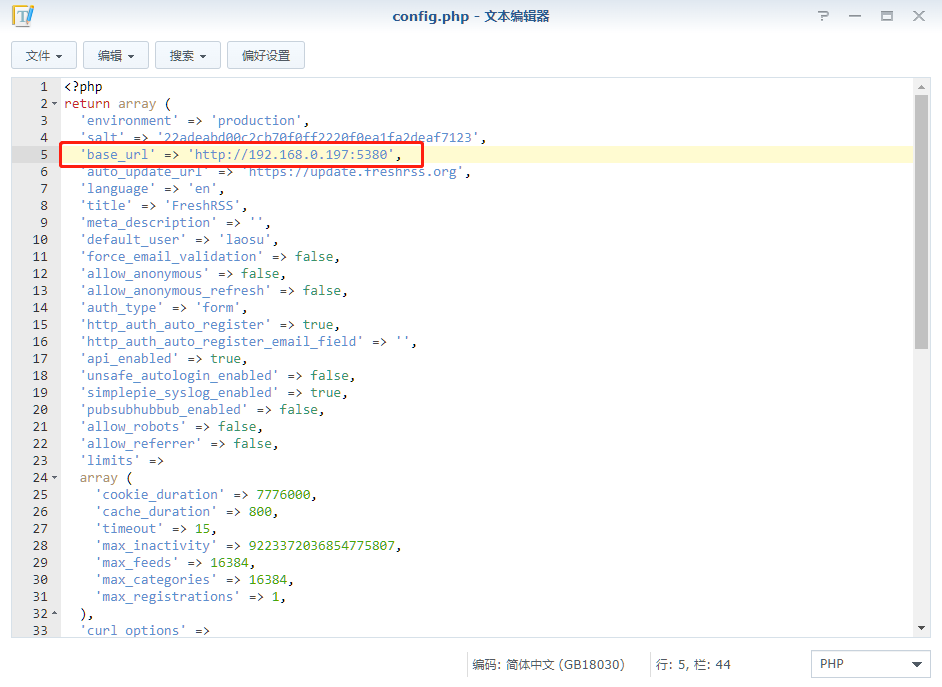 config.php - 文本编辑器
文件 编辑 搜索 偏好设置
1 <?php
2 return array (
3 'environment' => 'production',
4 'salt' => '22adeabd00c2cb70f0ff2220f0ea1fa2deaf7123',
5 'base_url' => 'http://192.168.0.197:5380',
6 'auto_update_url' => 'https://update.freshrss.org',
7 'language' => 'en',
8 'title' => 'FreshRSS',
9 'meta_description' => '',
10 'default_user' => 'laosu',
11 'force_email_validation' => false,
12 'allow_anonymous' => false,
13 'allow_anonymous_refresh' => false,
14 'auth_type' => 'form',
15 'http_auth_auto_register' => true,
16 'http_auth_auto_register_email_field' => '',
17 'api_enabled' => true,
18 'unsafe_autologin_enabled' => false,
19 'simplepie_syslog_enabled' => true,
20 'pubsubhubbub_enabled' => false,
21 'allow_robots' => false,
22 'allow_referrer' => false,
23 'limits' =>
24 array (
25 'cookie_duration' => 7776000,
26 'cache_duration' => 800,
27 'timeout' => 15,
28 'max_inactivity' => 9223372036854775807,
29 'max_feeds' => 16384,
30 'max_categories' => 16384,
31 'max_registrations' => 1,
32 ),
33 'curl_options' =>
编码: 简体中文 (GB18030) 行: 5, 栏: 44 PHP